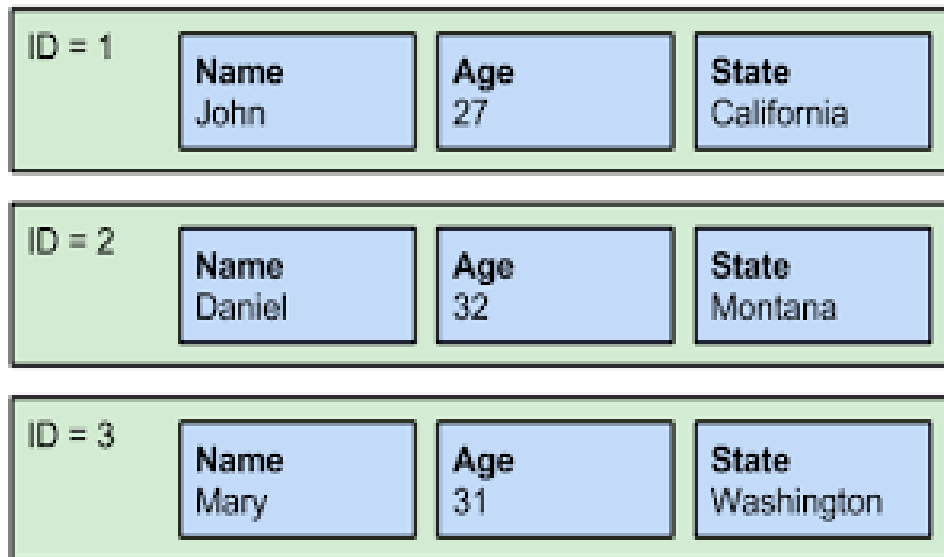 ID = 1
Name Age State
John 27 California
ID = 2
Name Age State
Daniel 32 Montana
ID = 3
Name Age State
Mary 31 Washington